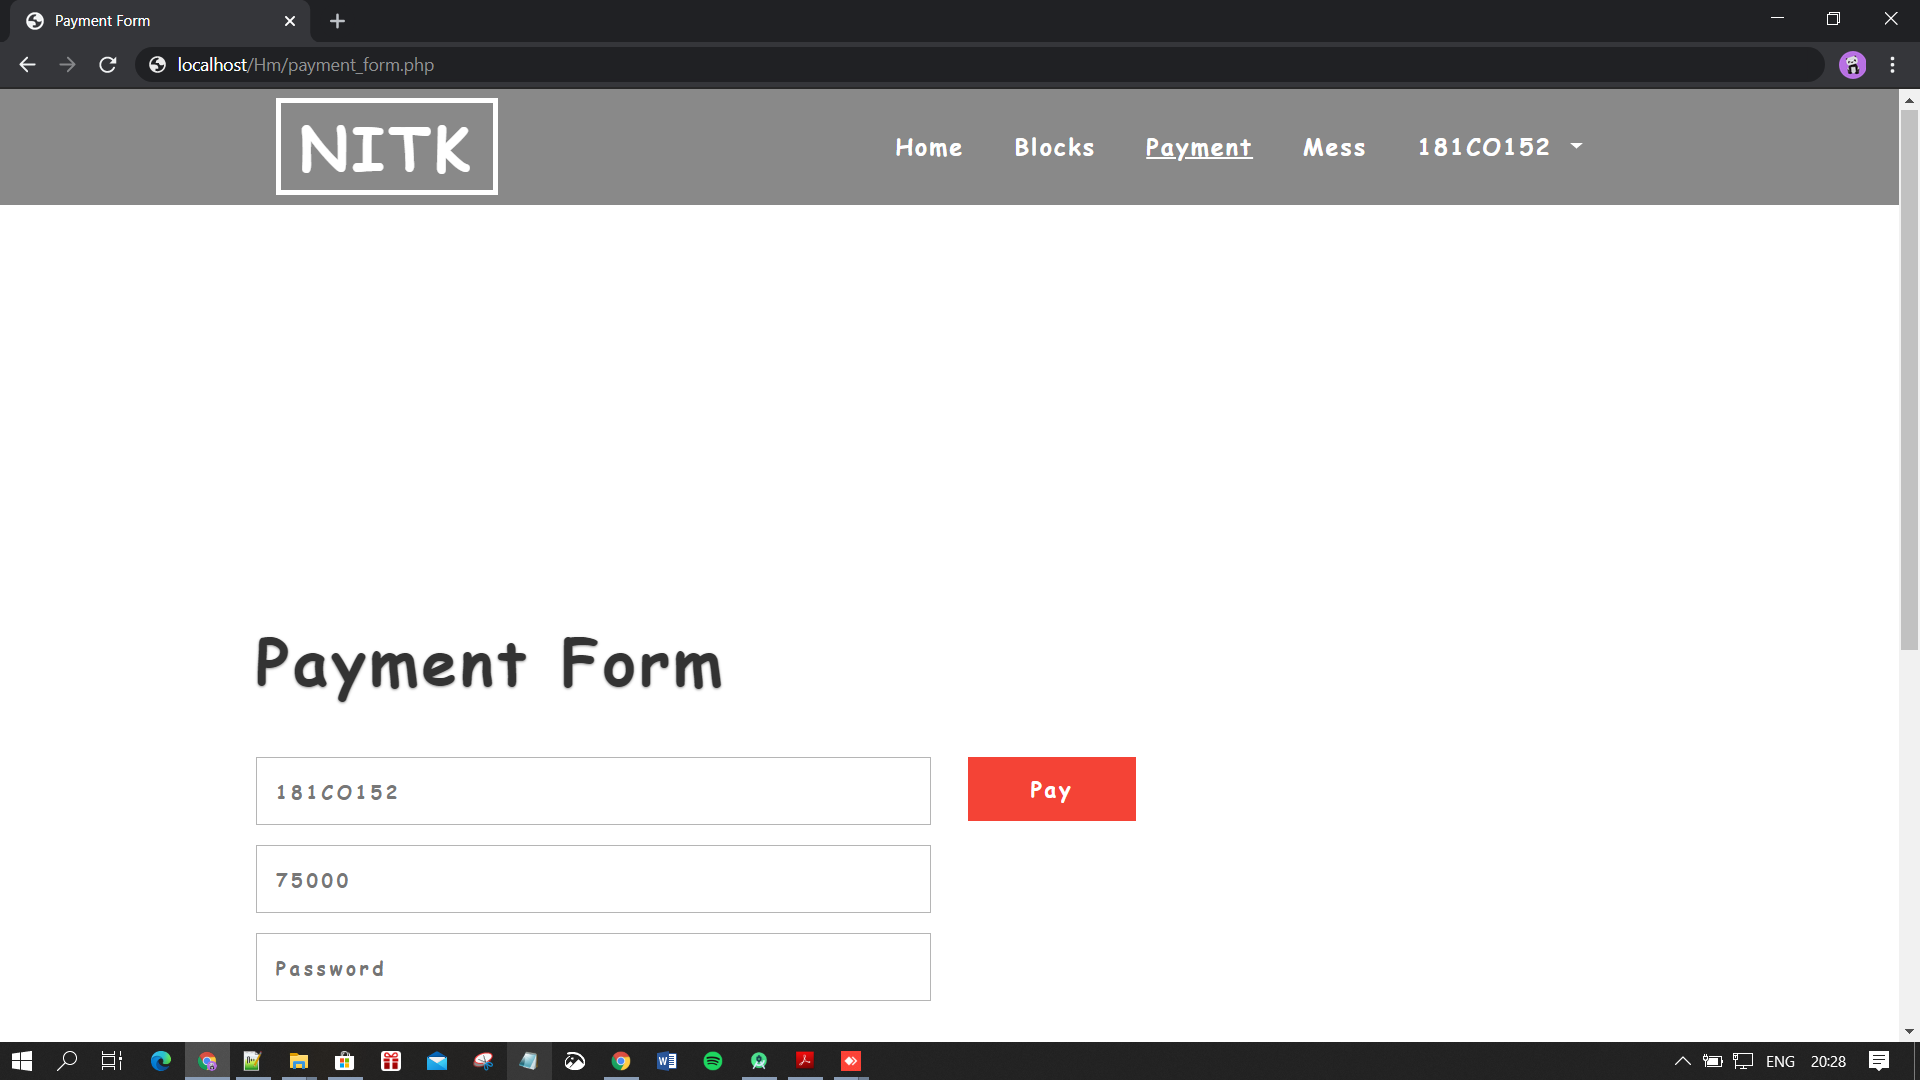 Payment Form
localhost/Hm/payment_form.php
NITK
Home Blocks Payment Mess 181CO152
Payment Form
181CO152
Pay
75000
Password
ENG 20:28